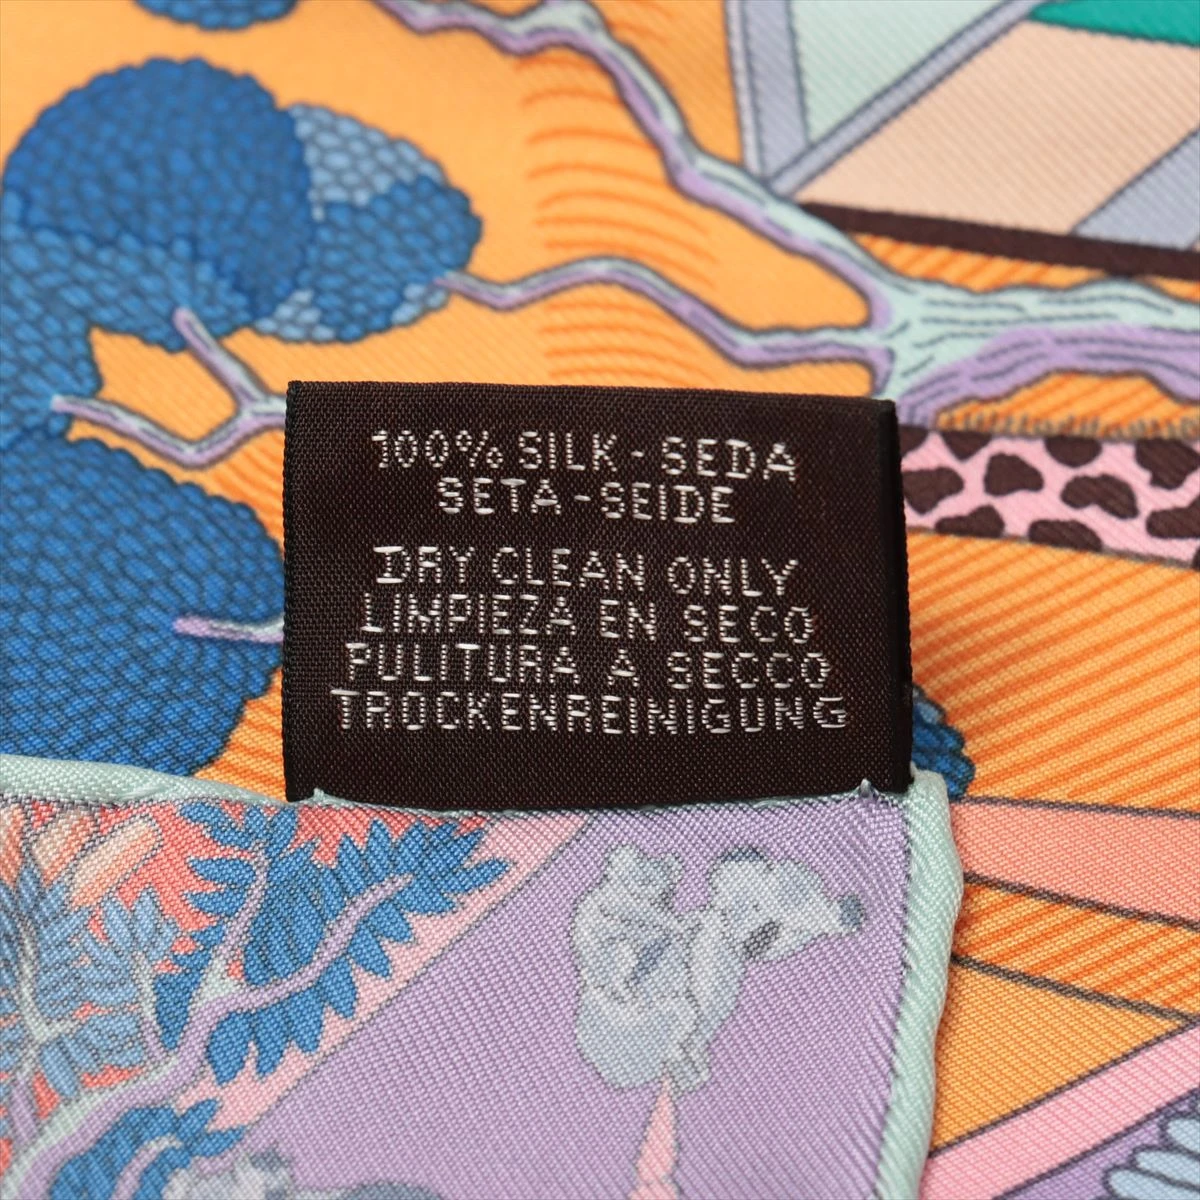 100% SILK - SEDA
SETA - SEIDE
DRY CLEAN ONLY
LIMPIEZA EN SECO
PULITURA A SECCO
TROCKENREINIGUNG